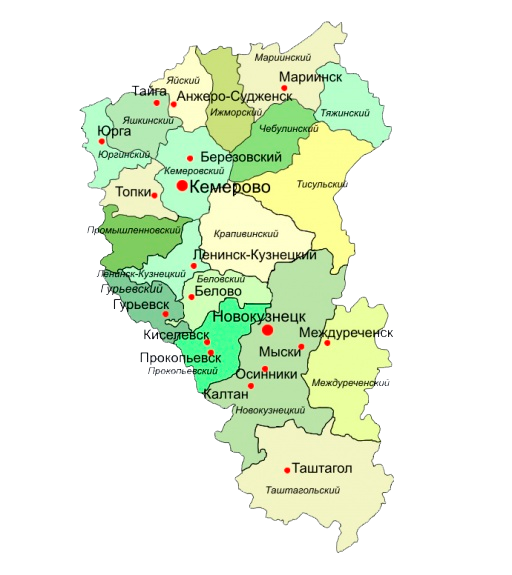 Мариинский
Яйский
Мариинск
Тайга
Анжеро-Судженск
Ижморский
Тяжинский
Яшкинский
Чебулинский
Юрга
Юргинский
Березовский
Кемеровский
Тисульский
Кемерово
Топки
Промышленновский
Крапивинский
Ленинск-Кузнецкий
Ленинск-Кузнецкий
Беловский
Гурьевский
Белово
Гурьевск
Новокузнецк
Киселевск
Междуреченск
Мыски
Прокопьевск
Прокопьевский
Осинники
Междуреченский
Калтан
Новокузнецкий
Таштагол
Таштагольский